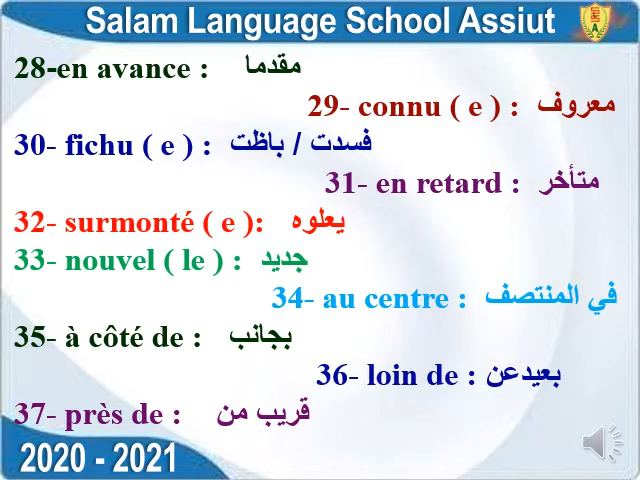 Salam Language School Assiut
28-en avance : مقدما
29- connu ( e ) : معروف
30- fichu ( e ) : فسدت / باظت
31- en retard : متأخر
32- surmonté ( e ): يعلوه
33- nouvel ( le ) : جديد
34- au centre : في المنتصف
35- à côté de : بجانب
36- loin de : بعيدعن
37- près de : قريب من
2020 - 2021